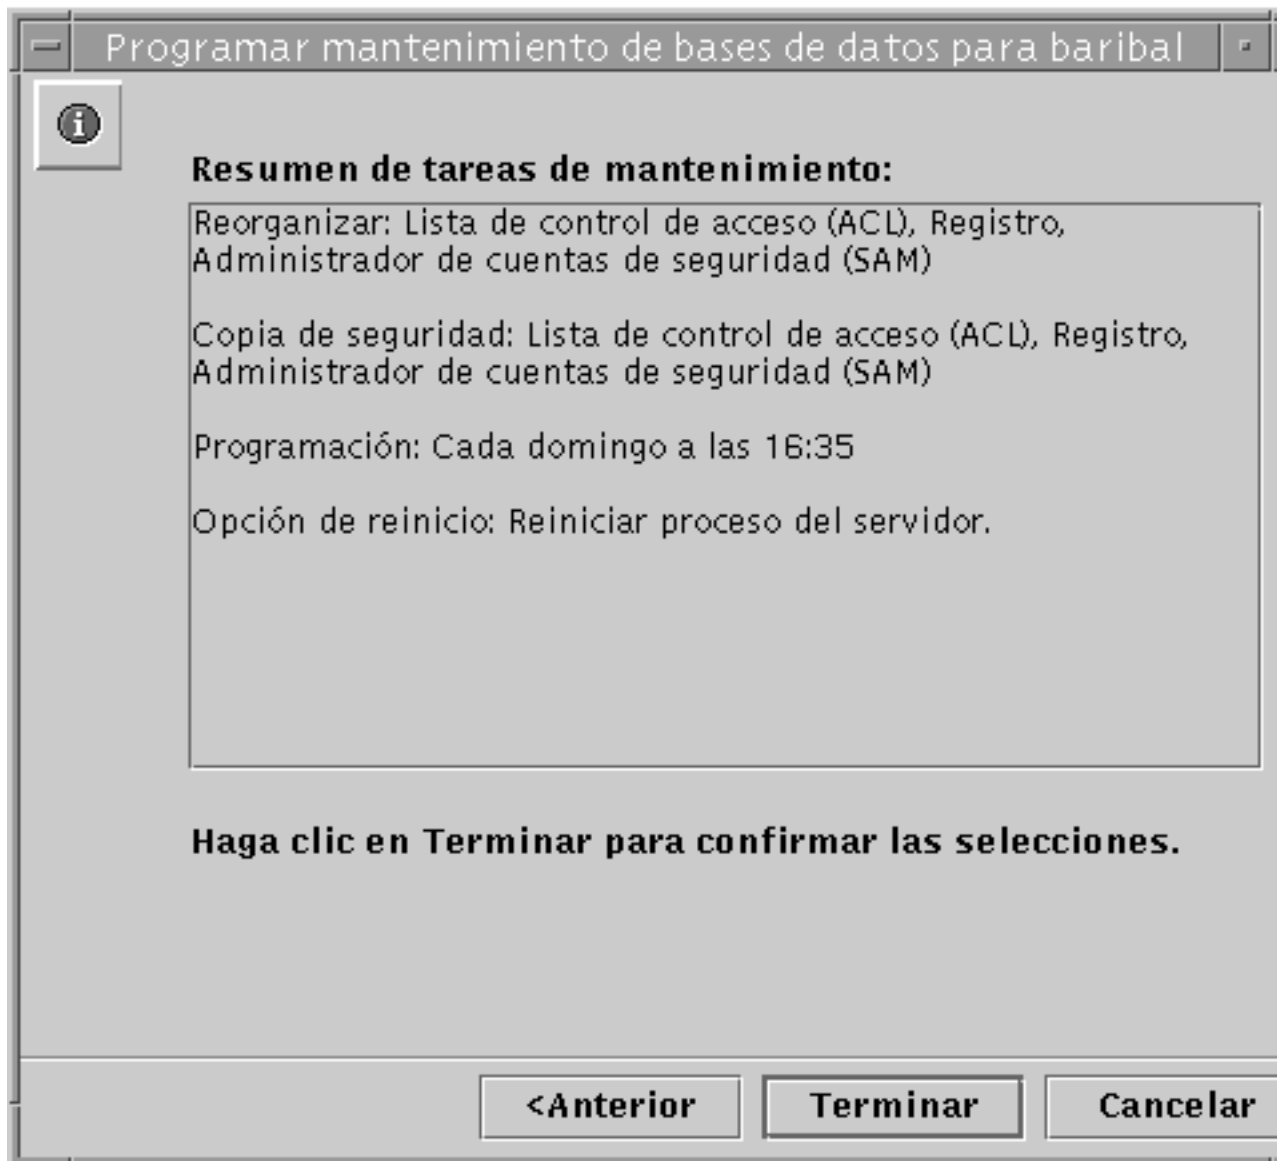 Programar mantenimiento de bases de datos para baribal
Resumen de tareas de mantenimiento:
Reorganizar: Lista de control de acceso (ACL), Registro,
Administrador de cuentas de seguridad (SAM)
Copia de seguridad: Lista de control de acceso (ACL), Registro,
Administrador de cuentas de seguridad (SAM)
Programación: Cada domingo a las 16:35
Opción de reinicio: Reiniciar proceso del servidor.
Haga clic en Terminar para confirmar las selecciones.
<Anterior
Terminar
Cancelar